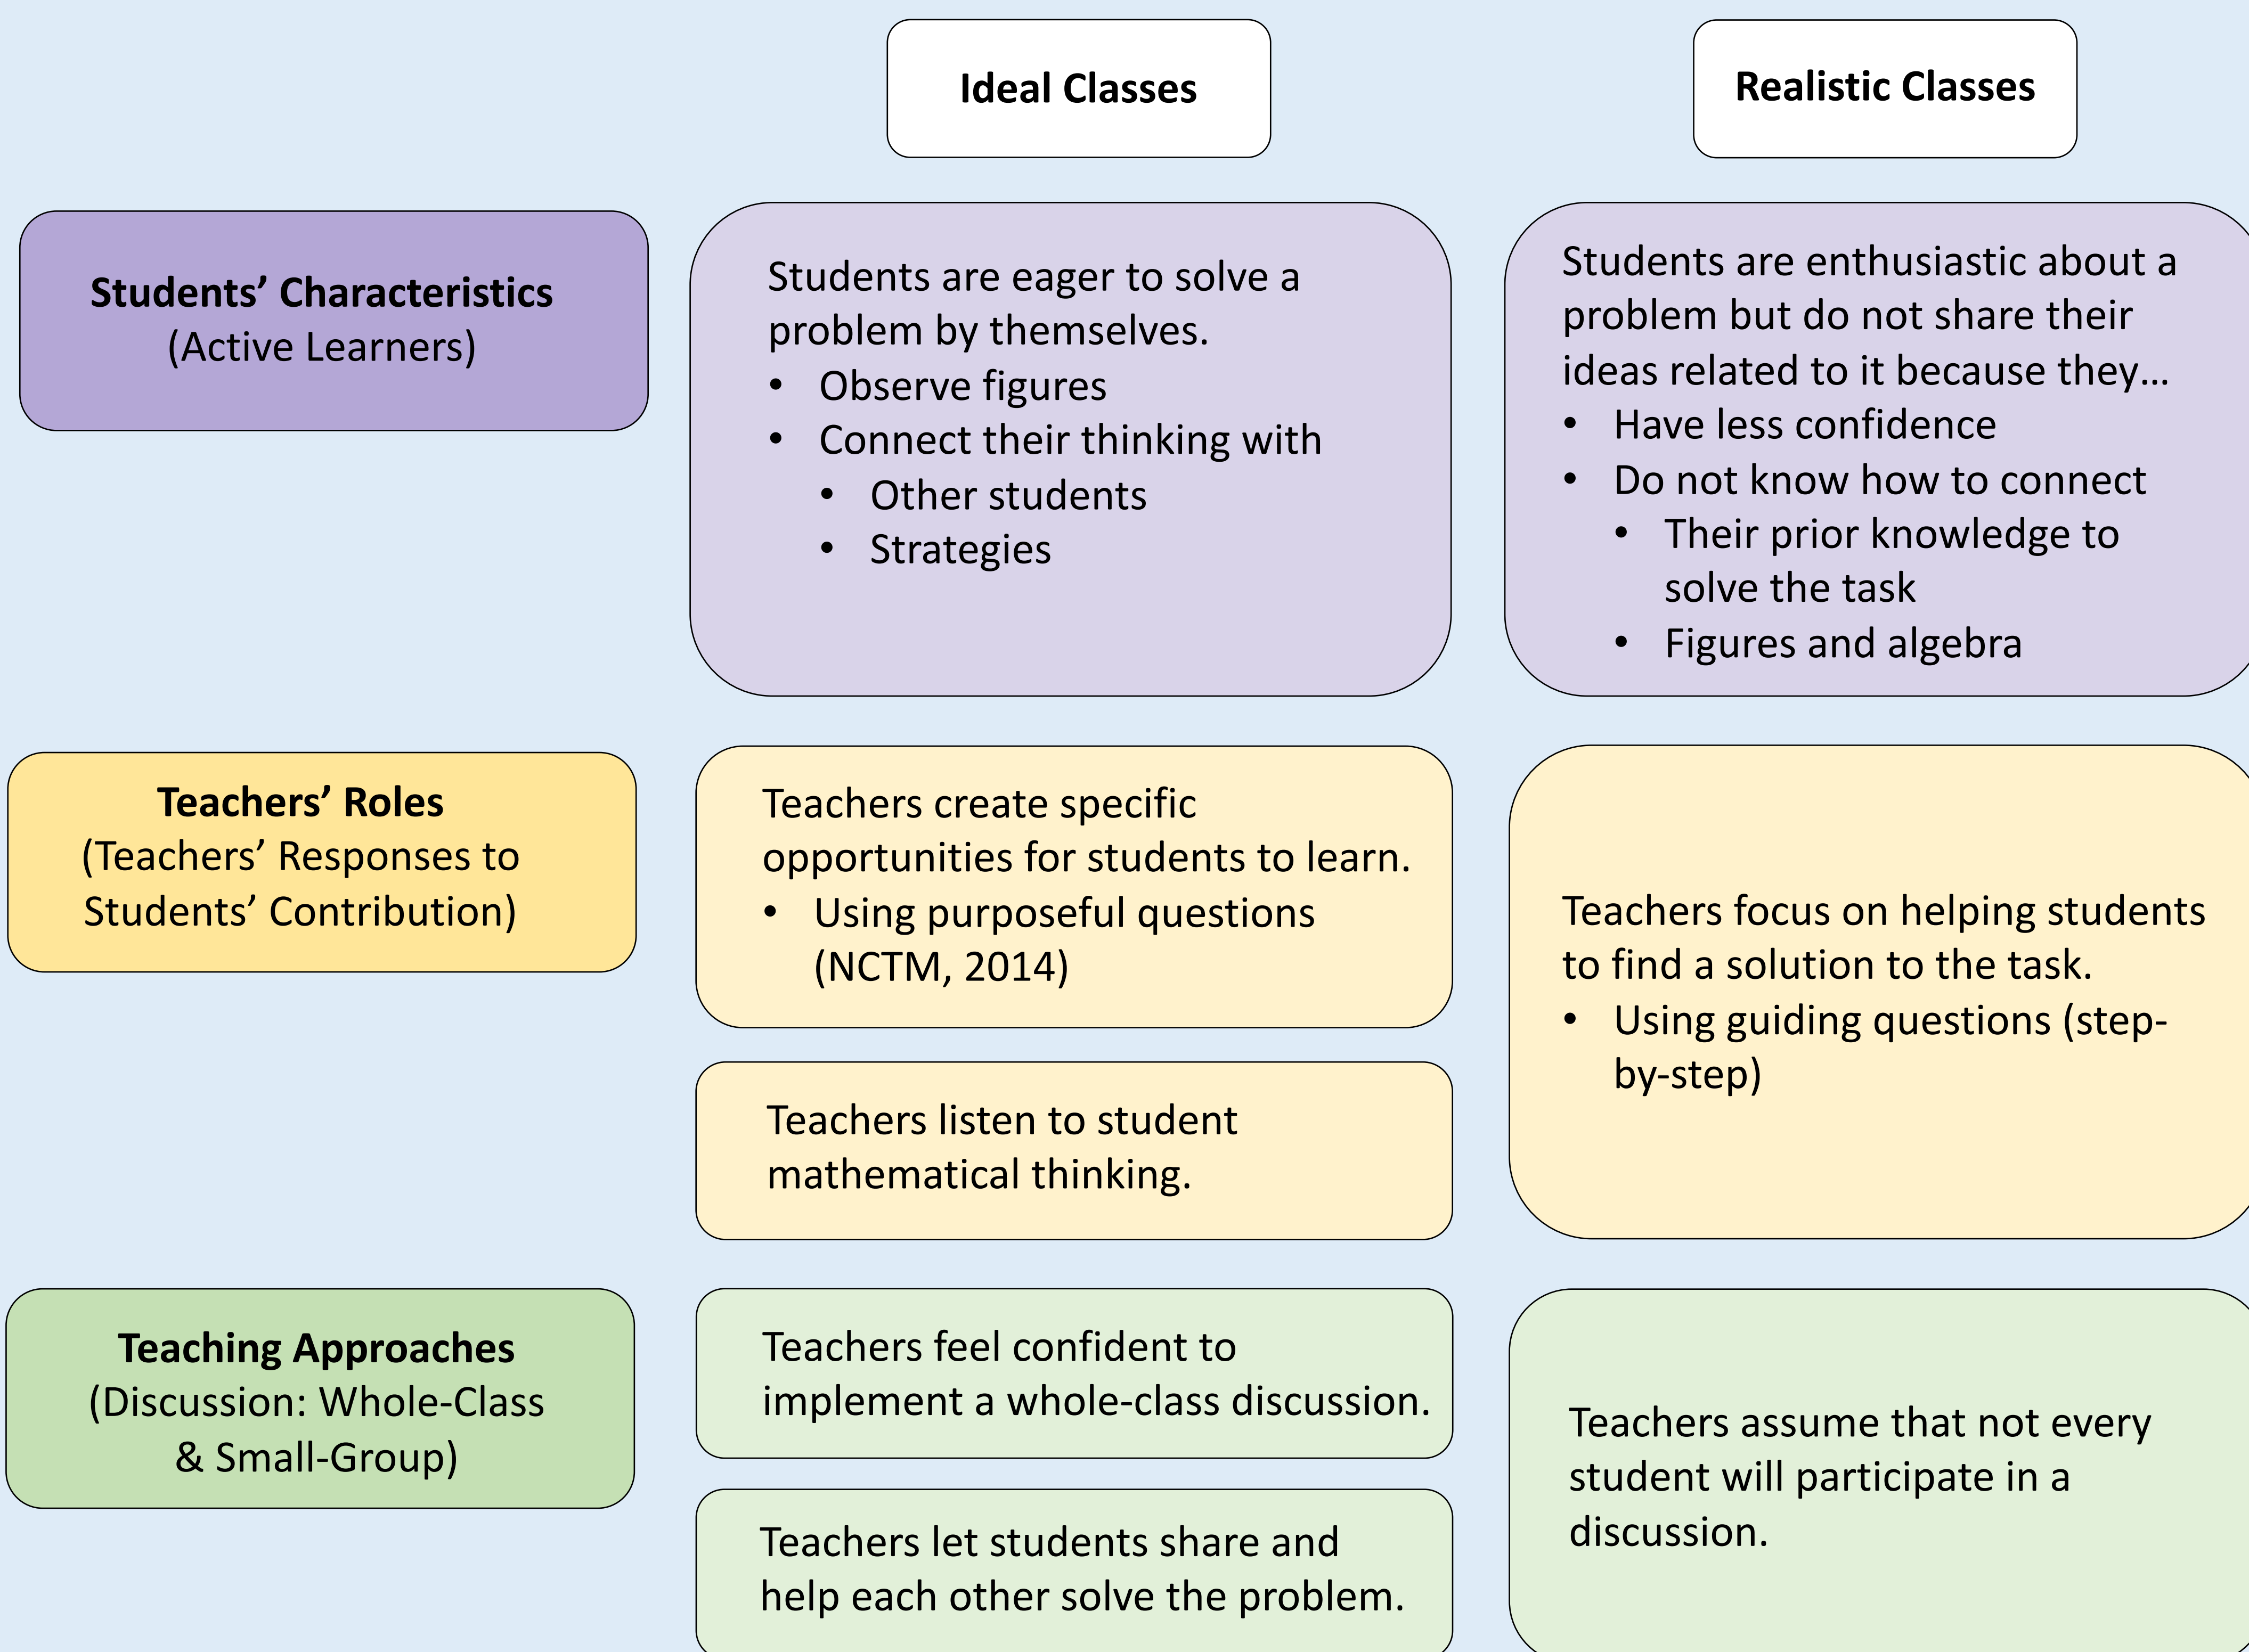 Ideal Classes
Realistic Classes
Students’ Characteristics
(Active Learners)
Students are eager to solve a
problem by themselves.
• Observe figures
• Connect their thinking with
• Other students
• Strategies
Students are enthusiastic about a
problem but do not share their
ideas related to it because they…
• Have less confidence
• Do not know how to connect
• Their prior knowledge to
solve the task
• Figures and algebra
Teachers’ Roles
(Teachers’ Responses to
Students’ Contribution)
Teachers create specific
opportunities for students to learn.
• Using purposeful questions
(NCTM, 2014)
Teachers listen to student
mathematical thinking.
Teachers focus on helping students
to find a solution to the task.
• Using guiding questions (step-
by-step)
Teaching Approaches
(Discussion: Whole-Class
& Small-Group)
Teachers feel confident to
implement a whole-class discussion.
Teachers let students share and
help each other solve the problem.
Teachers assume that not every
student will participate in a
discussion.